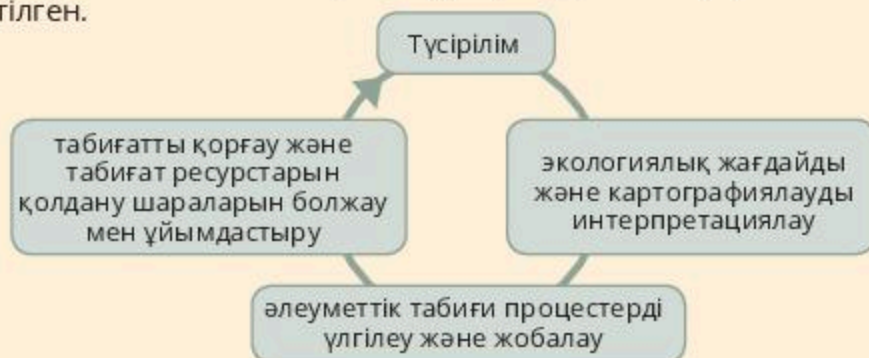 тілген.
Түсірілім
табиғатты қорғау және
табиғат ресурстарын
қолдану шараларын болжау
мен ұйымдастыру
экологиялық жағдайды
және картографиялауды
интерпретациялау
әлеуметтік табиғи процестерді
үлгілеу және жобалау